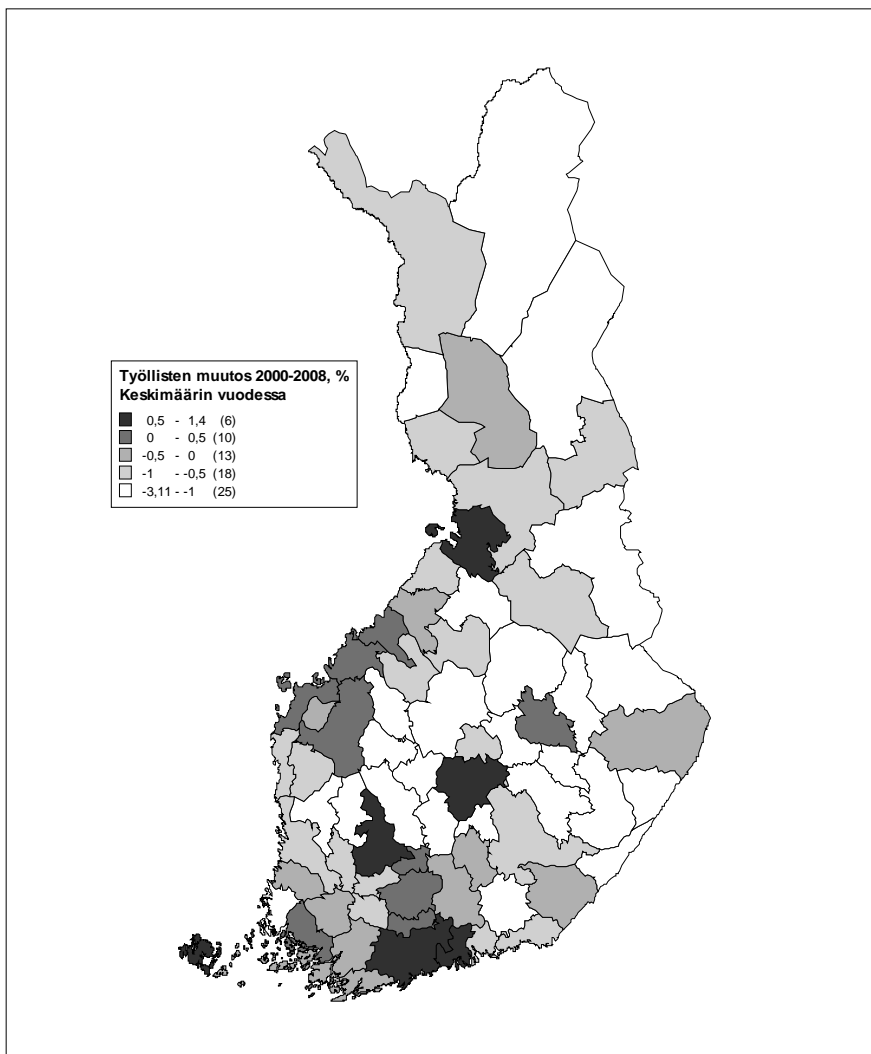 Työllisten muutos 2000-2008, %
Keskimäärin vuodessa
0,5 - 1,4 (6)
0 - 0,5 (10)
-0,5 - 0 (13)
-1 - -0,5 (18)
-3,11 - -1 (25)